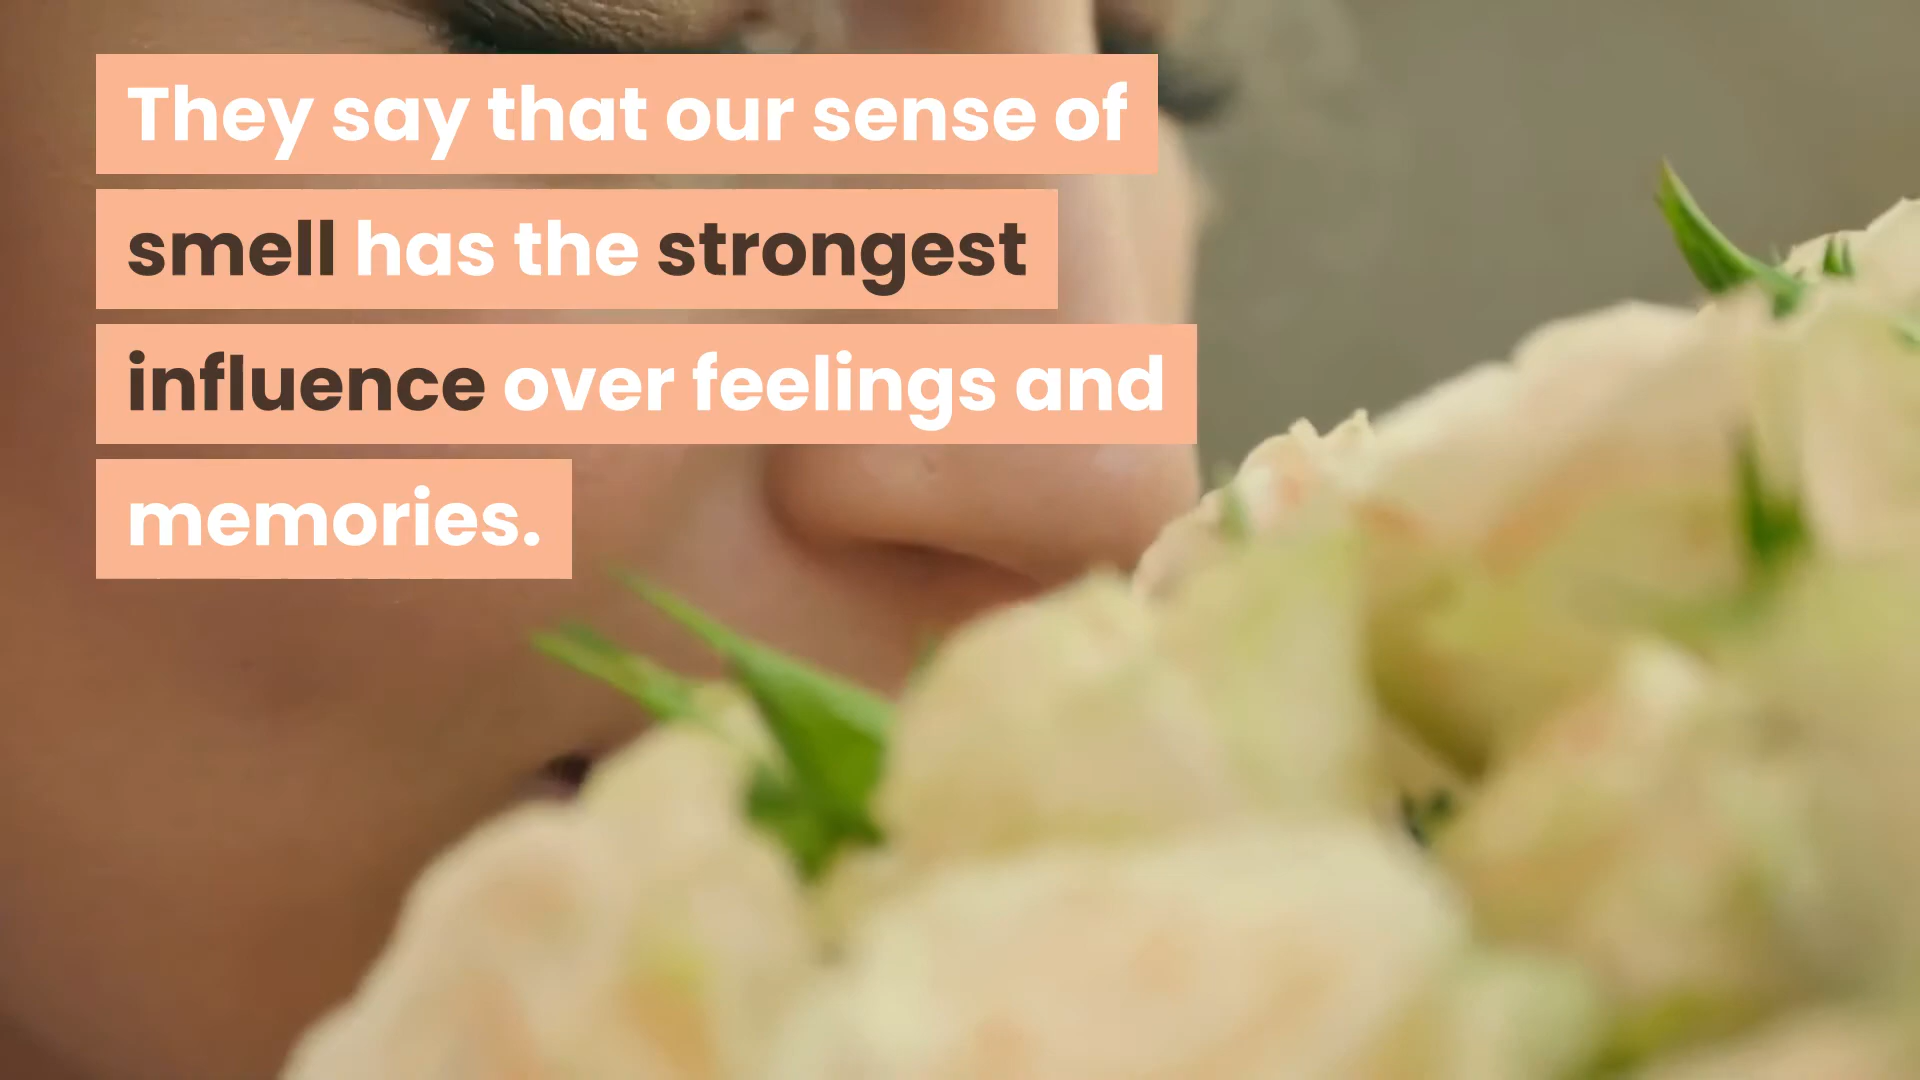 They say that our sense of
smell has the strongest
influence over feelings and
memories.